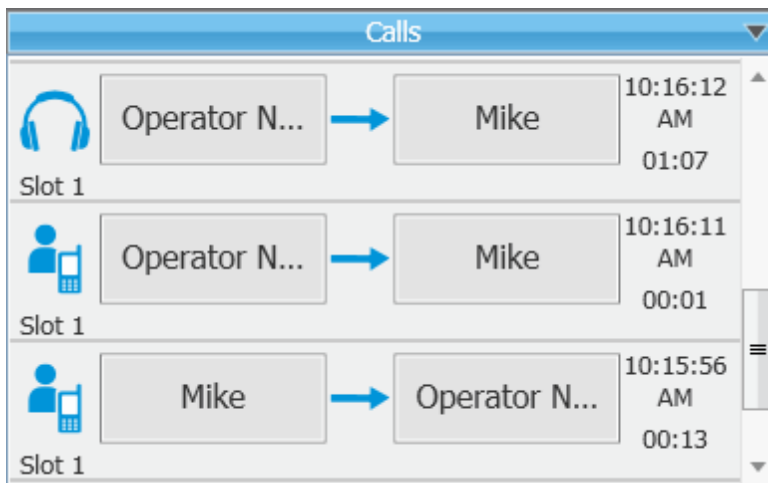 Calls
Operator N...
Mike
10:16:12
AM
01:07
Slot 1
Operator N...
Mike
10:16:11
AM
00:01
Slot 1
Mike
Operator N...
10:15:56
AM
00:13
Slot 1